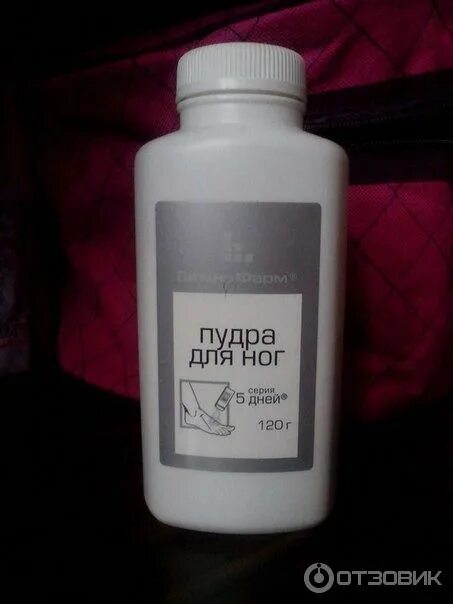 пудра
для ног
серия
5 дней®
120 г
ОТЗОВИК